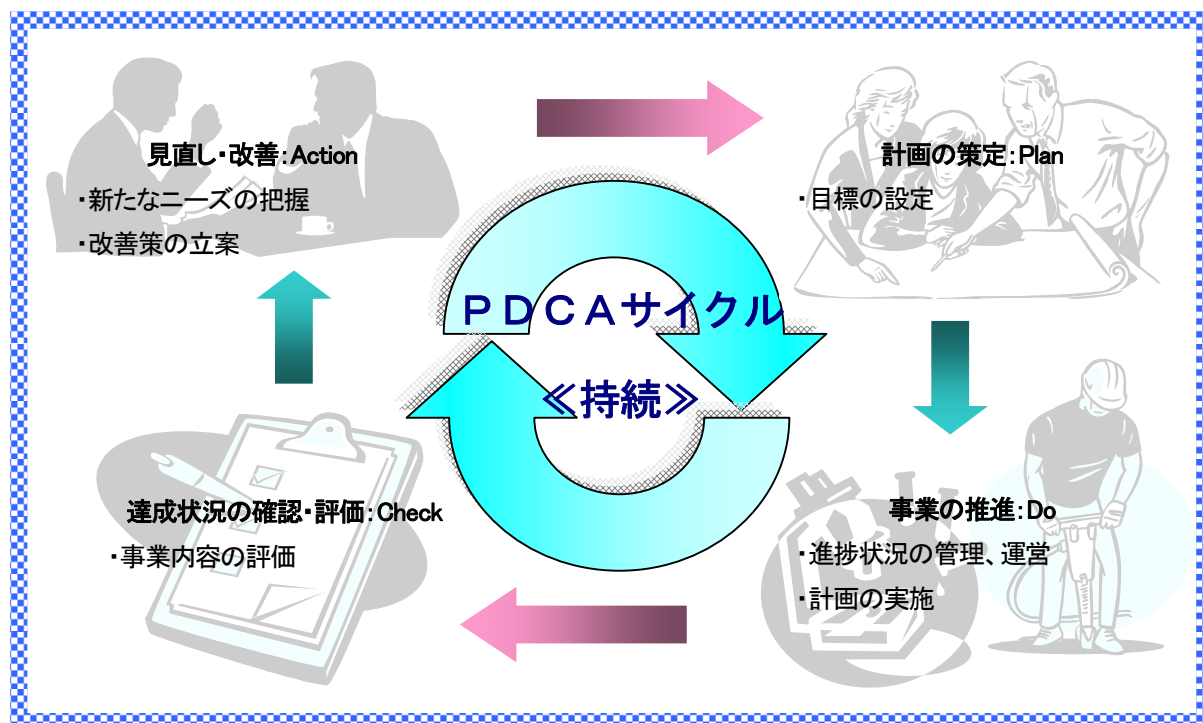 見直し・改善:Action
・新たなニーズの把握
・改善策の立案
計画の策定:Plan
・目標の設定
PDCAサイクル
≪持続≫
達成状況の確認・評価:Check
・事業内容の評価
事業の推進:Do
・進捗状況の管理、運営
・計画の実施